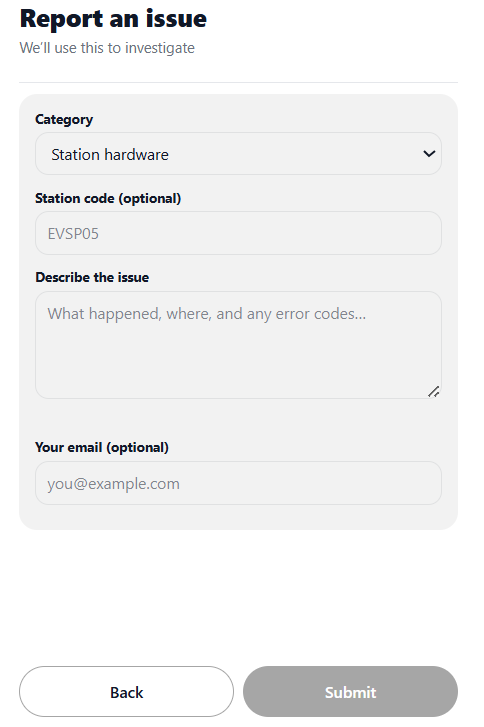 Report an issue
We'll use this to investigate
Category
Station hardware
Station code (optional)
EVSP05
Describe the issue
What happened, where, and any error codes...
Your email (optional)
you@example.com
Back
Submit